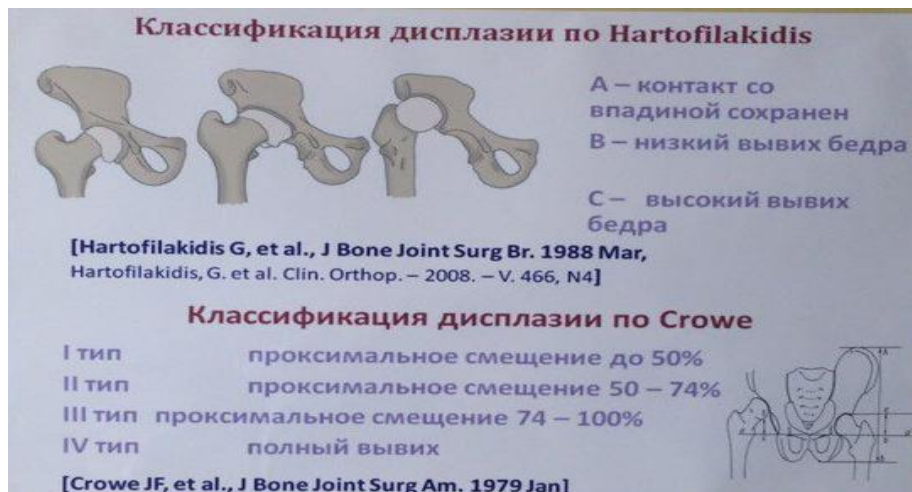 Классификация дисплазии по Hartofilakidis
А – контакт со
впадиной сохранен
В – низкий вывих бедра
С – высокий вывих
бедра
[Hartofilakidis G, et al., J Bone Joint Surg Br. 1988 Mar,
Hartofilakidis, G. et al. Clin. Orthop. – 2008. – V. 466, N4]
Классификация дисплазии по Crowe
I тип проксимальное смещение до 50%
II тип проксимальное смещение 50 – 74%
III тип проксимальное смещение 74 – 100%
IV тип полный вывих
[Crowe JF, et al., J Bone Joint Surg Am. 1979 Jan]